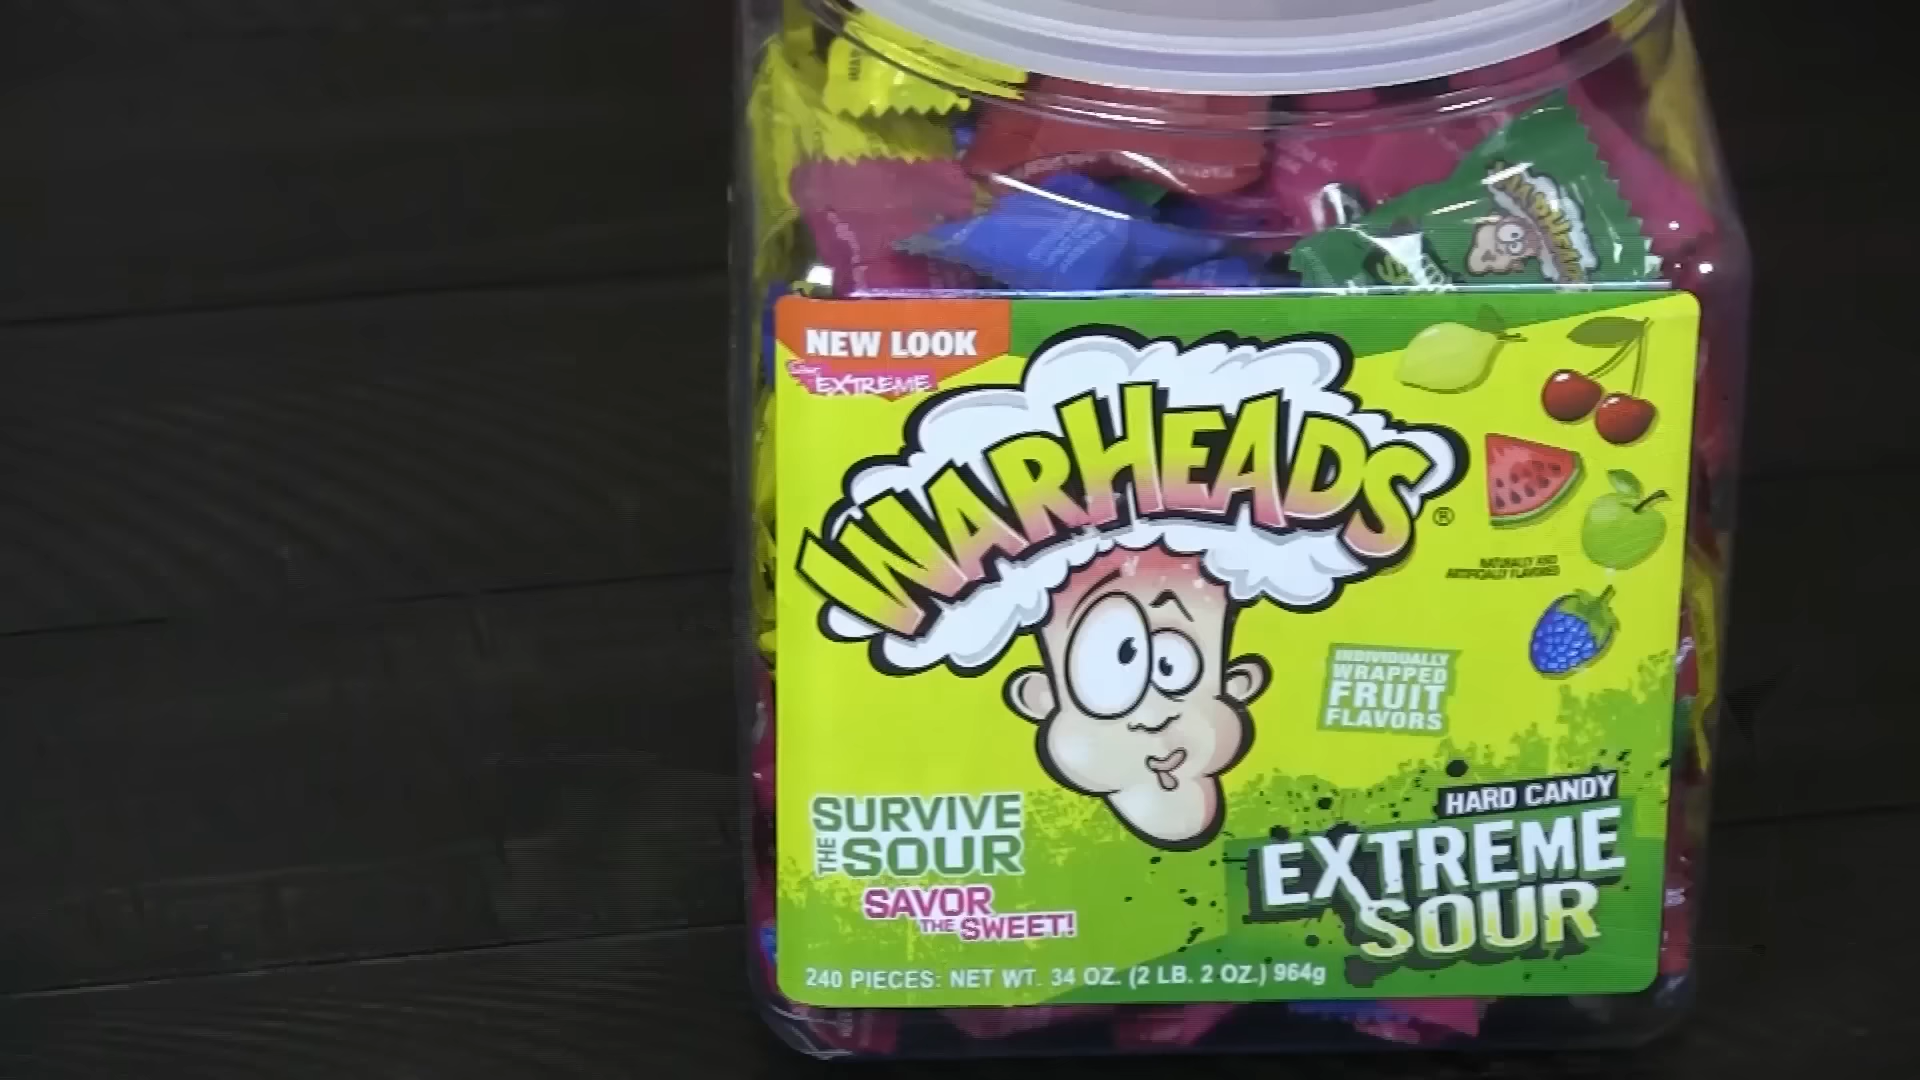 NEW LOOK
Sour
EXTREME
WARHEADS®
NATURALLY AND
ARTIFICIALLY FLAVORED
INDIVIDUALLY
WRAPPED
FRUIT
FLAVORS
SURVIVE
THE SOUR
SAVOR
THE SWEET!
HARD CANDY
EXTREME
SOUR
240 PIECES: NET WT. 34 OZ. (2 LB. 2 OZ.) 964g